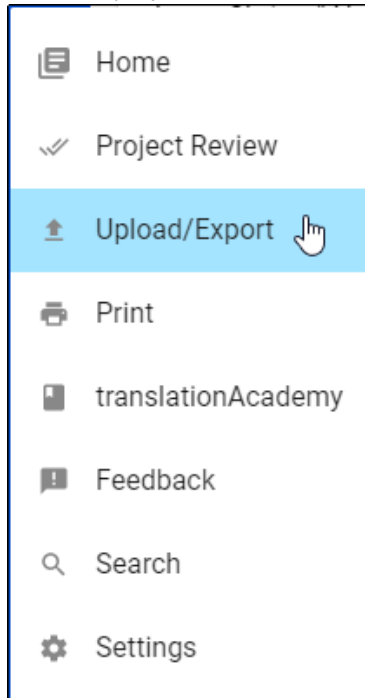 Home
Project Review
Upload/Export
Print
translationAcademy
Feedback
Search
Settings